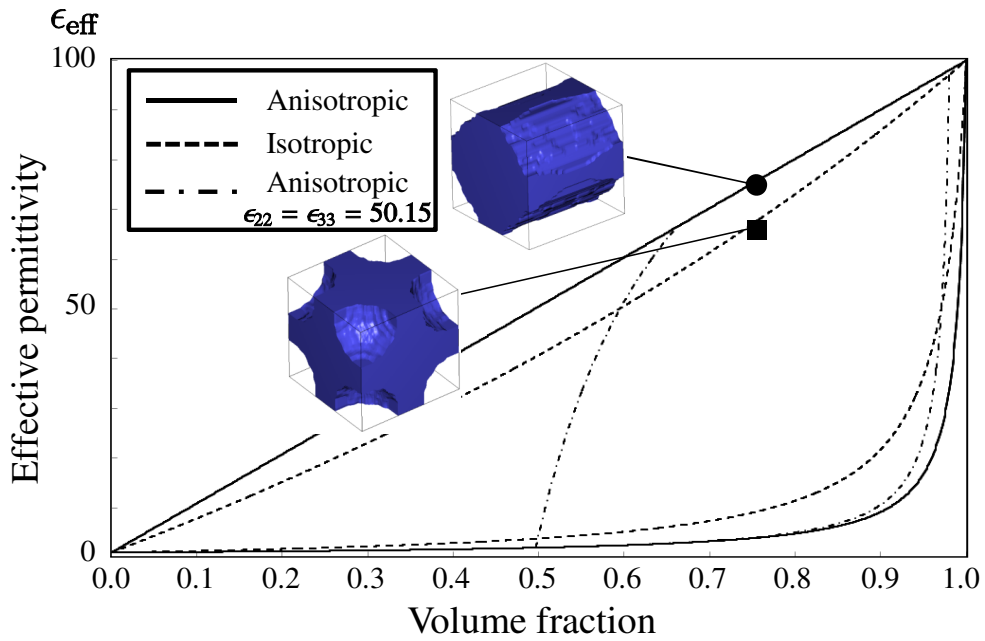 ϵeff
100
50
0
Effective permittivity
Anisotropic
Isotropic
Anisotropic
ϵ22 = ϵ33 = 50.15
0.0 0.1 0.2 0.3 0.4 0.5 0.6 0.7 0.8 0.9 1.0
Volume fraction